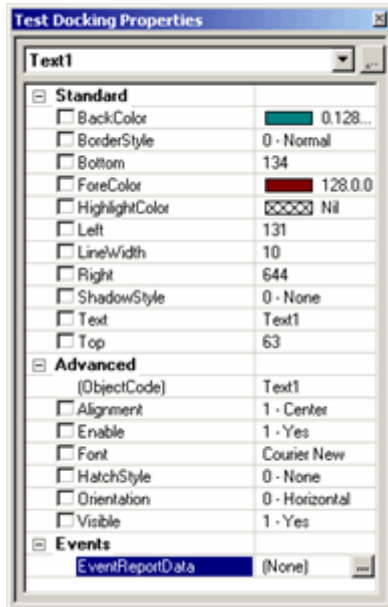 Test Docking Properties
Text1
...
Standard
BackColor 0.128...
BorderStyle 0 - Normal
Bottom 134
ForeColor 128.0.0
HighlightColor Nil
Left 131
LineWidth 10
Right 644
ShadowStyle 0 - None
Text Text1
Top 63
Advanced
(ObjectCode) Text1
Alignment 1 - Center
Enable 1 - Yes
Font Courier New
HatchStyle 0 - None
Orientation 0 - Horizontal
Visible 1 - Yes
Events
EventReportData (None) ...